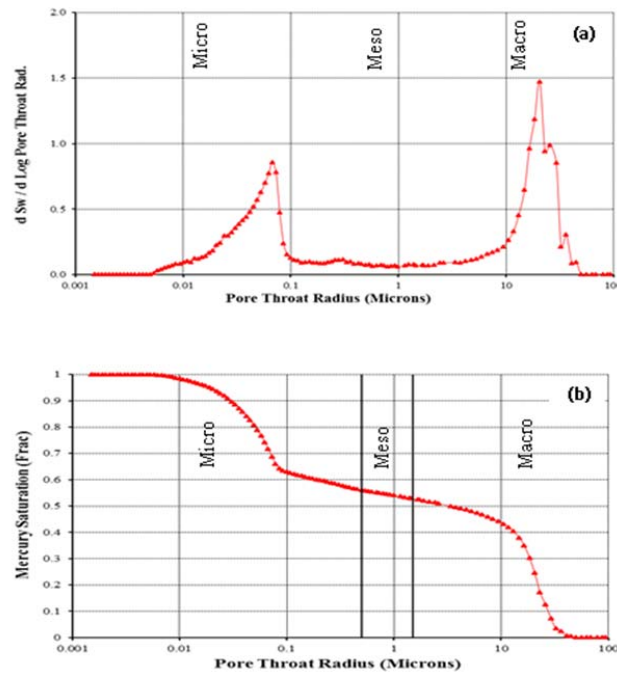 2.0
1.5
1.0
0.5
0.0
d Sw / d Log Pore Throat Rad.
Micro
Meso
Macro
(a)
0.001
0.01
0.1
1
10
Pore Throat Radius (Microns)
1
0.9
0.8
0.7
0.6
0.5
0.4
0.3
0.2
0.1
0
Mercury Saturation (Frac)
Micro
Meso
Macro
(b)
0.001
0.01
0.1
1
10
100
Pore Throat Radius (Microns)